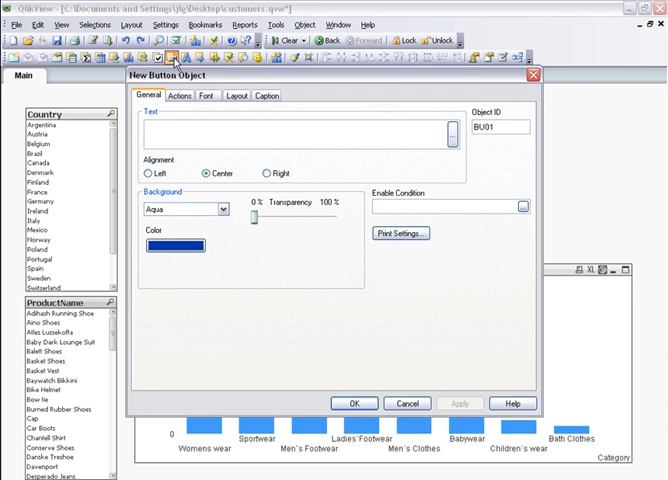 QlikView - [C:\Documents and Settings\jlg\Desktop\customers.qvw*]
File View Selections Layout Settings Bookmarks Reports Tools Object Window Help
Clear Back Forward Lock Unlock
Main
New Button Object
General Actions Font Layout Caption
Text
Object ID
BU01
Alignment
Left Center Right
Background
Aqua
0 % Transparency 100 %
Color
Enable Condition
Print Settings...
OK Cancel Apply Help
Country
Argentina
Austria
Belgium
Brazil
Canada
Denmark
Finland
France
Germany
Ireland
Italy
Mexico
Norway
Poland
Portugal
Spain
Sweden
Switzerland
ProductName
Adihash Running Shoe
Aino Shoes
Atles Lussekofta
Baby Dark Lounge Suit
Balett Shoes
Basket Shoes
Basket Vest
Baywatch Bikkini
Bike Helmet
Bow tie
Burned Rubber Shoes
Cap
Car Boots
Chantell Shirt
Conserve Shoes
Danske Treshoe
Davenport
Desperado Jeans
XL
0
Womens wear
Sportwear
Men´s Footwear
Ladies´Footwear
Men´s Clothes
Babywear
Children´s wear
Bath Clothes
Category